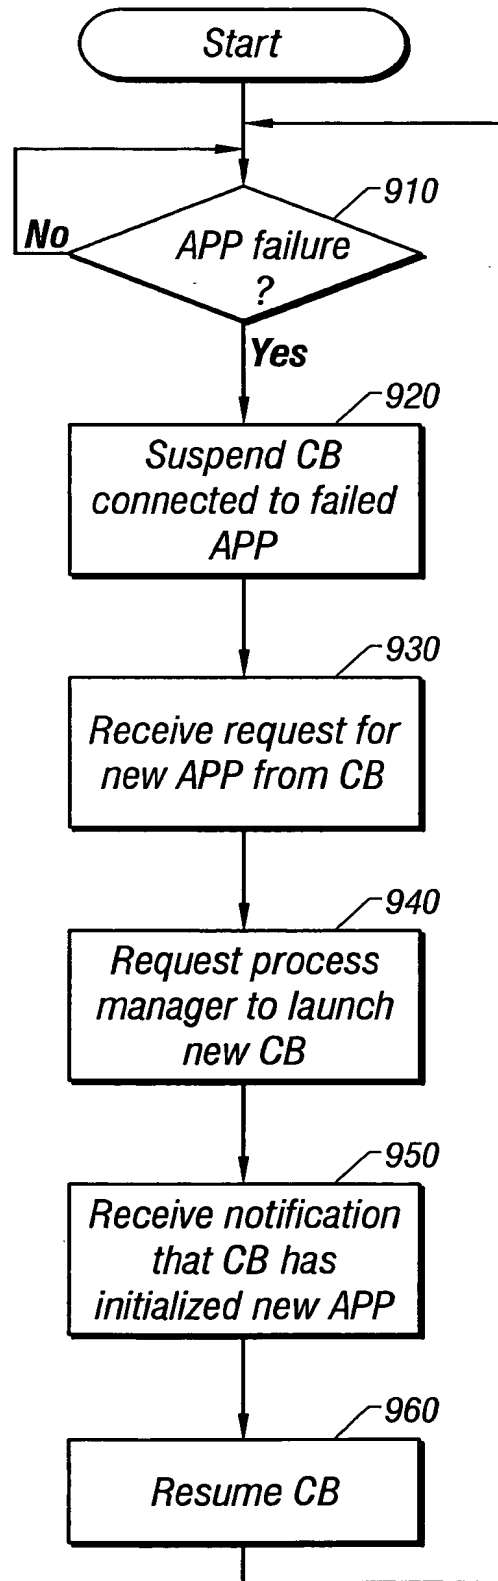 Start
910
No
APP failure
?
Yes
920
Suspend CB
connected to failed
APP
930
Receive request for
new APP from CB
940
Request process
manager to launch
new CB
950
Receive notification
that CB has
initialized new APP
960
Resume CB